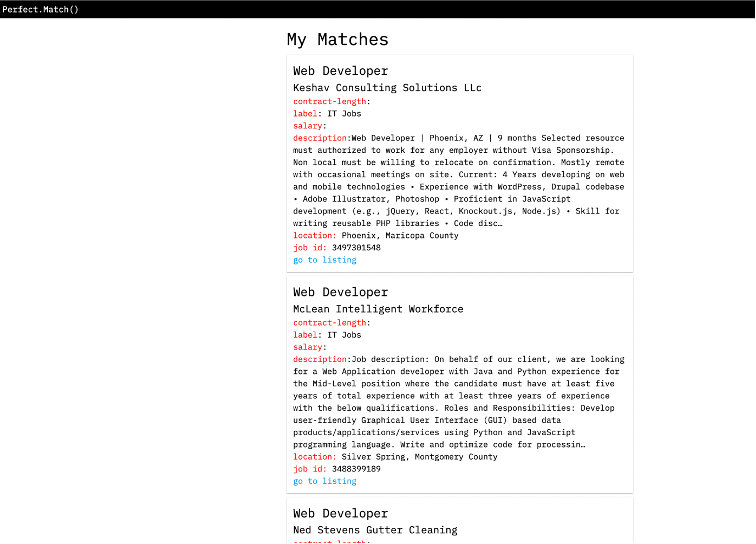 Perfect.Match()
My Matches
Web Developer
Keshav Consulting Solutions LLc
contract-length:
label: IT Jobs
salary:
description:Web Developer | Phoenix, AZ | 9 months Selected resource
must authorized to work for any employer without Visa Sponsorship.
Non local must be willing to relocate on confirmation. Mostly remote
with occasional meetings on site. Current: 4 Years developing on web
and mobile technologies • Experience with WordPress, Drupal codebase
• Adobe Illustrator, Photoshop • Proficient in JavaScript
development (e.g., jQuery, React, Knockout.js, Node.js) • Skill for
writing reusable PHP libraries • Code disc…
location: Phoenix, Maricopa County
job id: 3497301548
go to listing
Web Developer
McLean Intelligent Workforce
contract-length:
label: IT Jobs
salary:
description:Job description: On behalf of our client, we are looking
for a Web Application developer with Java and Python experience for
the Mid-Level position where the candidate must have at least five
years of total experience with at least three years of experience
with the below qualifications. Roles and Responsibilities: Develop
user-friendly Graphical User Interface (GUI) based data
products/applications/services using Python and JavaScript
programming language. Write and optimize code for processin…
location: Silver Spring, Montgomery County
job id: 3488399189
go to listing
Web Developer
Ned Stevens Gutter Cleaning
contract-length: